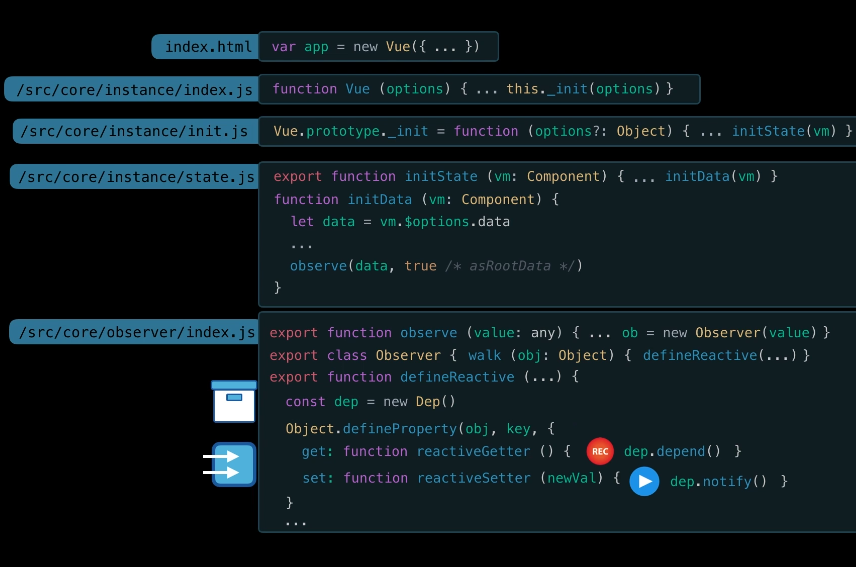 index.html var app = new Vue({ ... })
/src/core/instance/index.js function Vue (options) { ... this._init(options) }
/src/core/instance/init.js Vue.prototype._init = function (options?: Object) { ... initState(vm) }
/src/core/instance/state.js export function initState (vm: Component) { ... initData(vm) }
function initData (vm: Component) {
let data = vm.$options.data
...
observe(data, true /* asRootData */)
}
/src/core/observer/index.js export function observe (value: any) { ... ob = new Observer(value) }
export class Observer { walk (obj: Object) { defineReactive(...) }
export function defineReactive (...) {
const dep = new Dep()
Object.defineProperty(obj, key, {
get: function reactiveGetter () { REC dep.depend() }
set: function reactiveSetter (newVal) { dep.notify() }
}
...